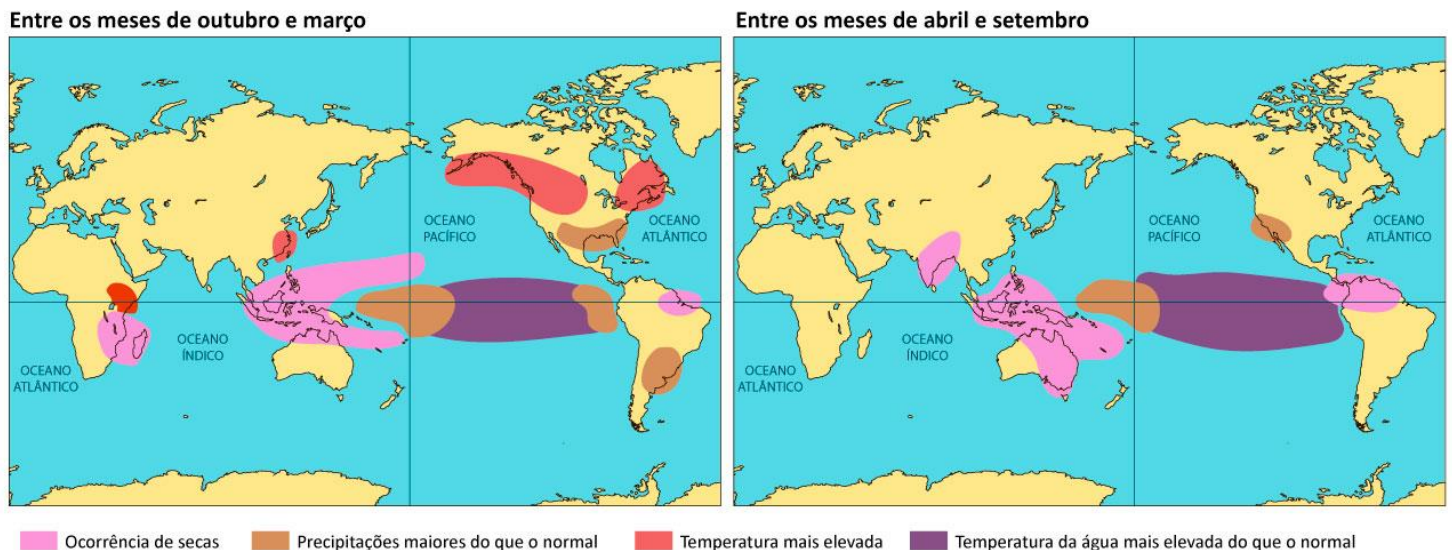 Entre os meses de outubro e março
OCEANO
PACÍFICO
OCEANO
ATLÂNTICO
OCEANO
ÍNDICO
OCEANO
ATLÂNTICO
Entre os meses de abril e setembro
OCEANO
PACÍFICO
OCEANO
ATLÂNTICO
OCEANO
ÍNDICO
OCEANO
ATLÂNTICO
Ocorrência de secas
Precipitações maiores do que o normal
Temperatura mais elevada
Temperatura da água mais elevada do que o normal